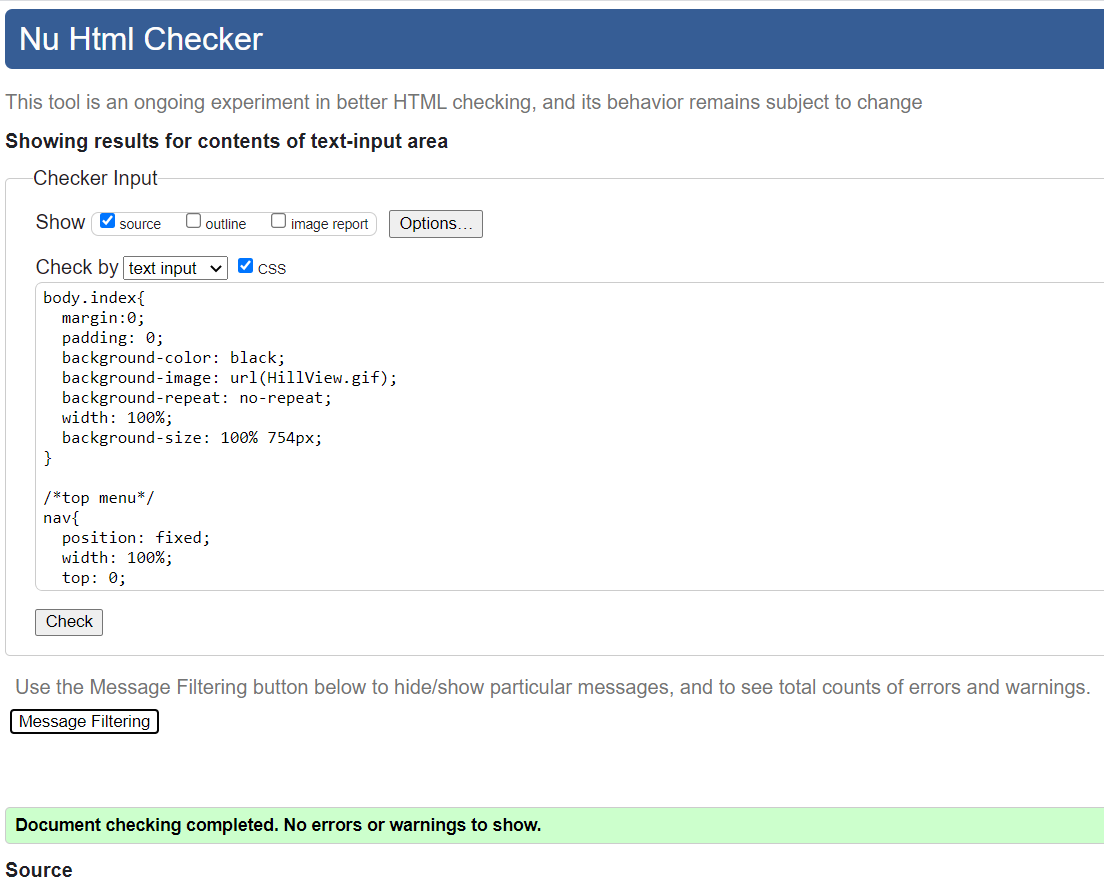 Nu Html Checker
This tool is an ongoing experiment in better HTML checking, and its behavior remains subject to change
Showing results for contents of text-input area
Checker Input
Show source outline image report Options...
Check by text input CSS
body.index{
  margin:0;
  padding: 0;
  background-color: black;
  background-image: url(HillView.gif);
  background-repeat: no-repeat;
  width: 100%;
  background-size: 100% 754px;
}
/*top menu*/
nav{
  position: fixed;
  width: 100%;
  top: 0;
Check
Use the Message Filtering button below to hide/show particular messages, and to see total counts of errors and warnings.
Message Filtering
Document checking completed. No errors or warnings to show.
Source